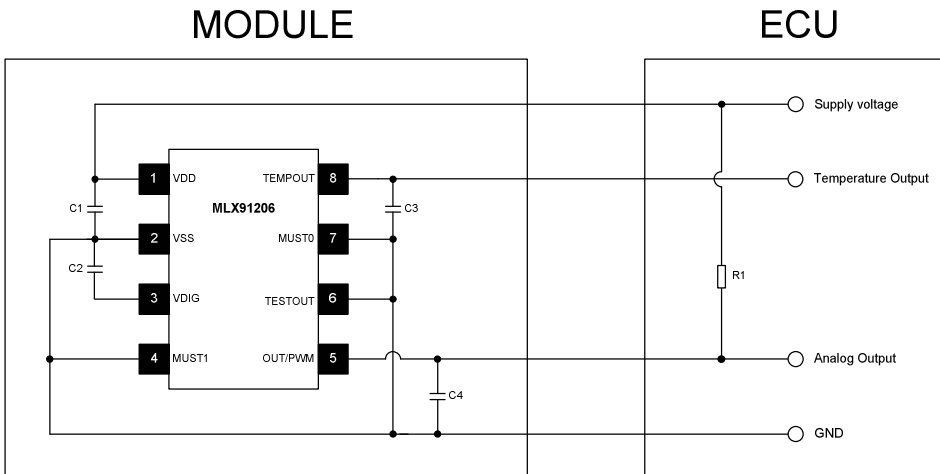 MODULE
ECU
Supply voltage
1 VDD TEMPOUT 8
Temperature Output
MLX91206
C1
C3
2 VSS MUST0 7
C2
R1
3 VDIG TESTOUT 6
4 MUST1 OUT/PWM 5
Analog Output
C4
GND